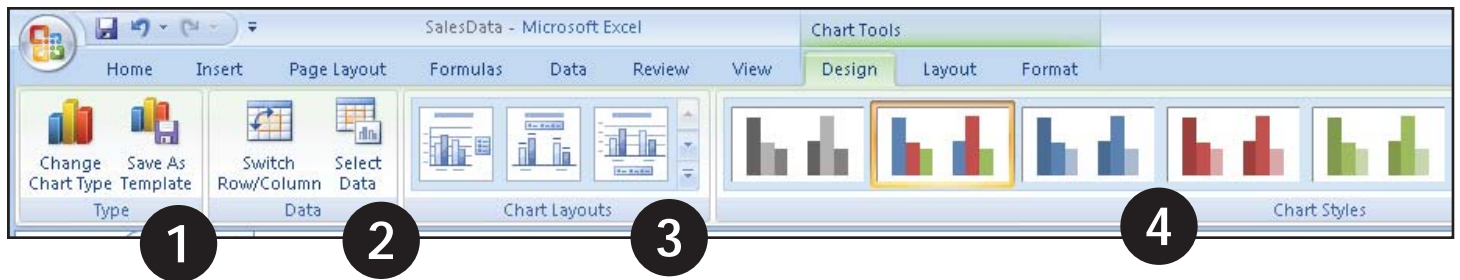 SalesData - Microsoft Excel
Chart Tools
Home Insert Page Layout Formulas Data Review View Design Layout Format
Change Chart Type
Save As Template
Switch Row/Column
Select Data
Type
Data
Chart Layouts
Chart Styles
1
2
3
4